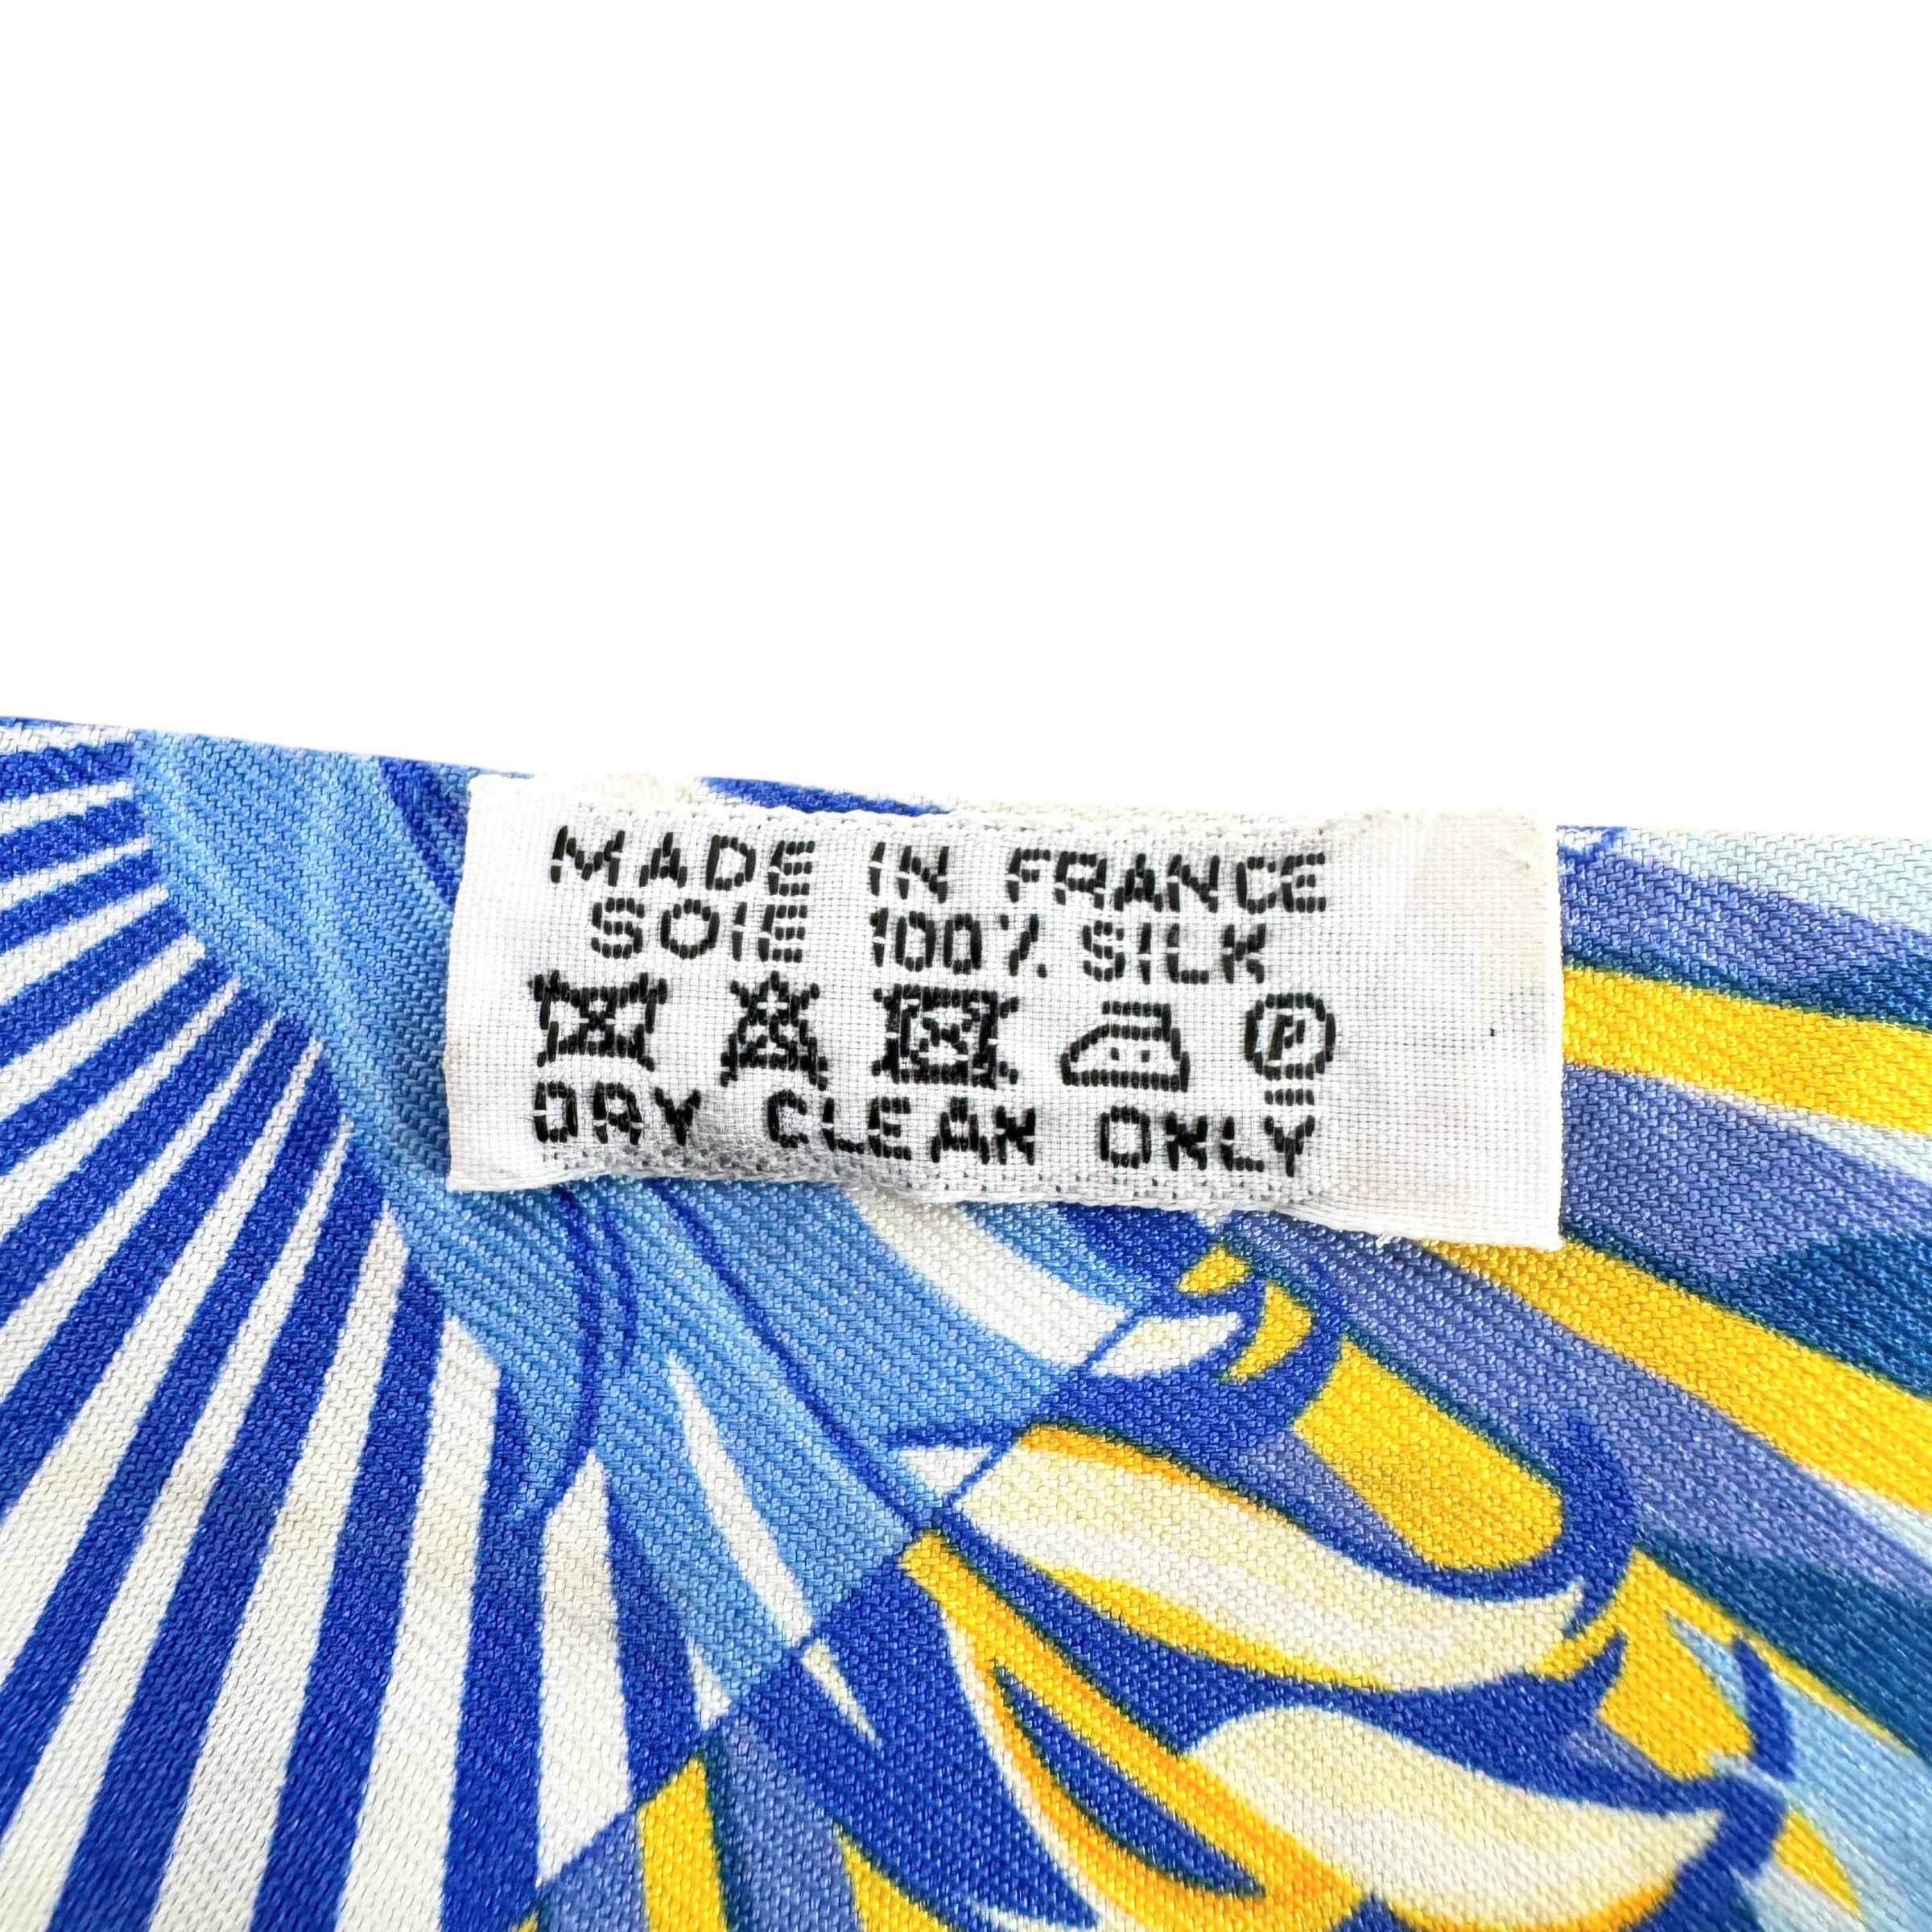 MADE IN FRANCE
SOIE 100% SILK
P
DRY CLEAN ONLY